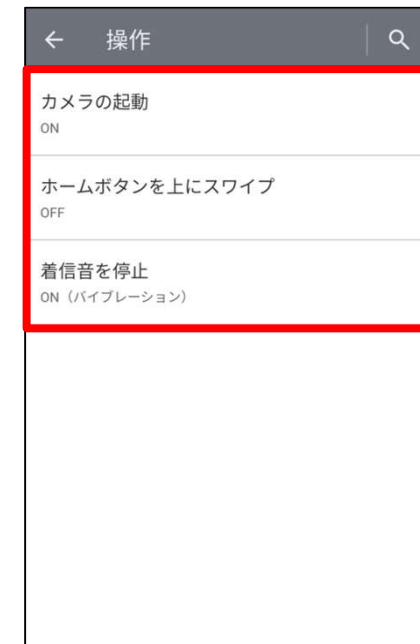 操作
カメラの起動
ON
ホームボタンを上にスワイプ
OFF
着信音を停止
ON（バイブレーション）